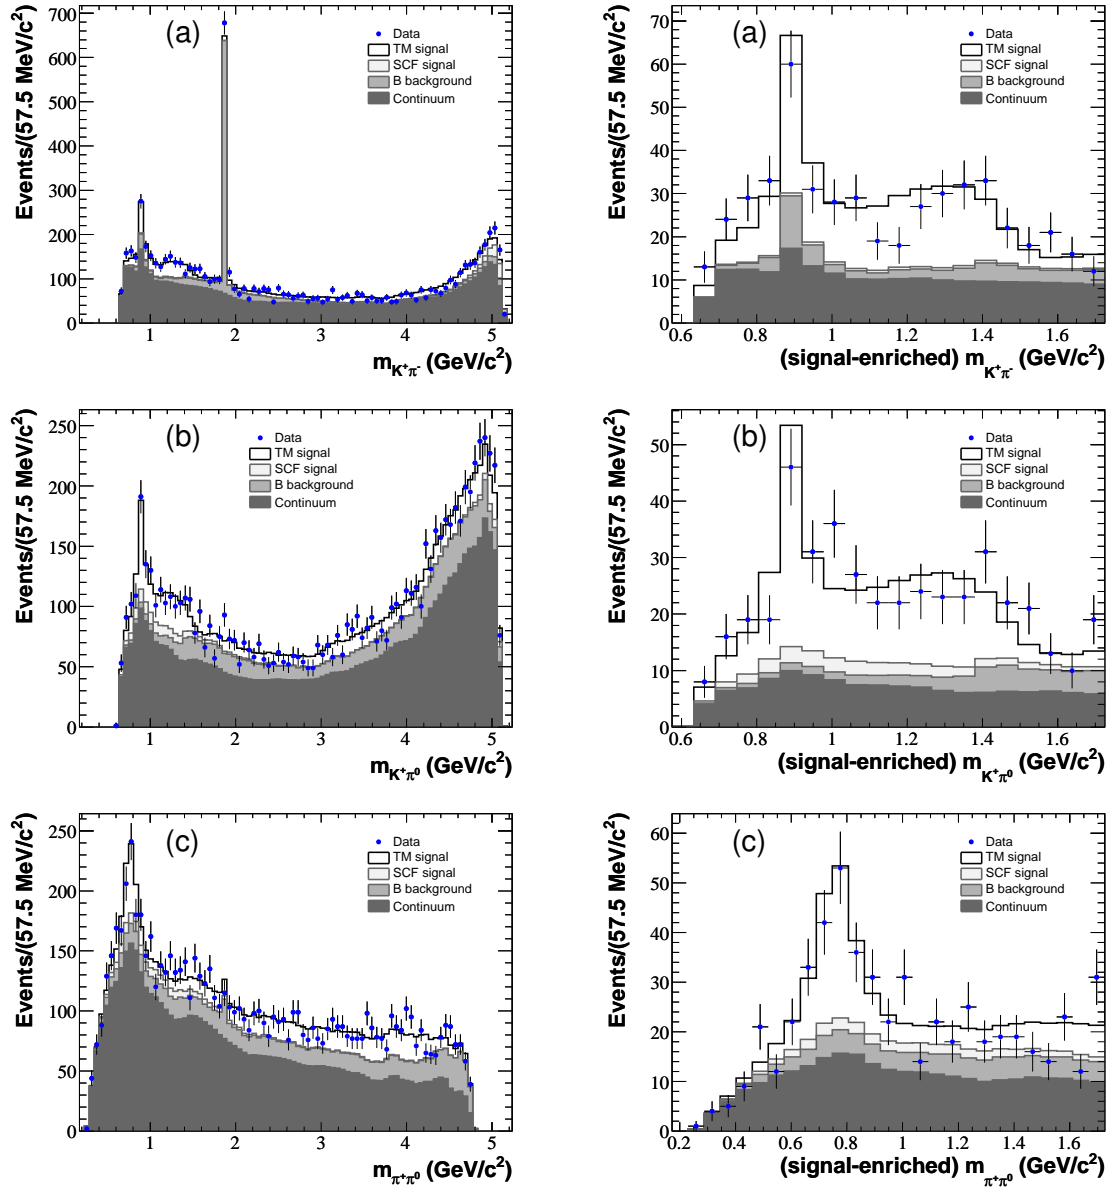 (a)
Events/(57.5 MeV/c²)
700
600
500
400
300
200
100
0
Data
TM signal
SCF signal
B background
Continuum
1 2 3 4 5
m_K⁺π⁻ (GeV/c²)
(a)
Events/(57.5 MeV/c²)
70
60
50
40
30
20
10
0
Data
TM signal
SCF signal
B background
Continuum
0.6 0.8 1 1.2 1.4 1.6
(signal-enriched) m_K⁺π⁻ (GeV/c²)
(b)
Events/(57.5 MeV/c²)
250
200
150
100
50
0
Data
TM signal
SCF signal
B background
Continuum
1 2 3 4 5
m_K⁺π⁰ (GeV/c²)
(b)
Events/(57.5 MeV/c²)
50
40
30
20
10
0
Data
TM signal
SCF signal
B background
Continuum
0.6 0.8 1 1.2 1.4 1.6
(signal-enriched) m_K⁺π⁰ (GeV/c²)
(c)
Events/(57.5 MeV/c²)
250
200
150
100
50
0
Data
TM signal
SCF signal
B background
Continuum
1 2 3 4 5
m_π⁺π⁰ (GeV/c²)
(c)
Events/(57.5 MeV/c²)
60
50
40
30
20
10
0
Data
TM signal
SCF signal
B background
Continuum
0.2 0.4 0.6 0.8 1 1.2 1.4 1.6
(signal-enriched) m_π⁺π⁰ (GeV/c²)